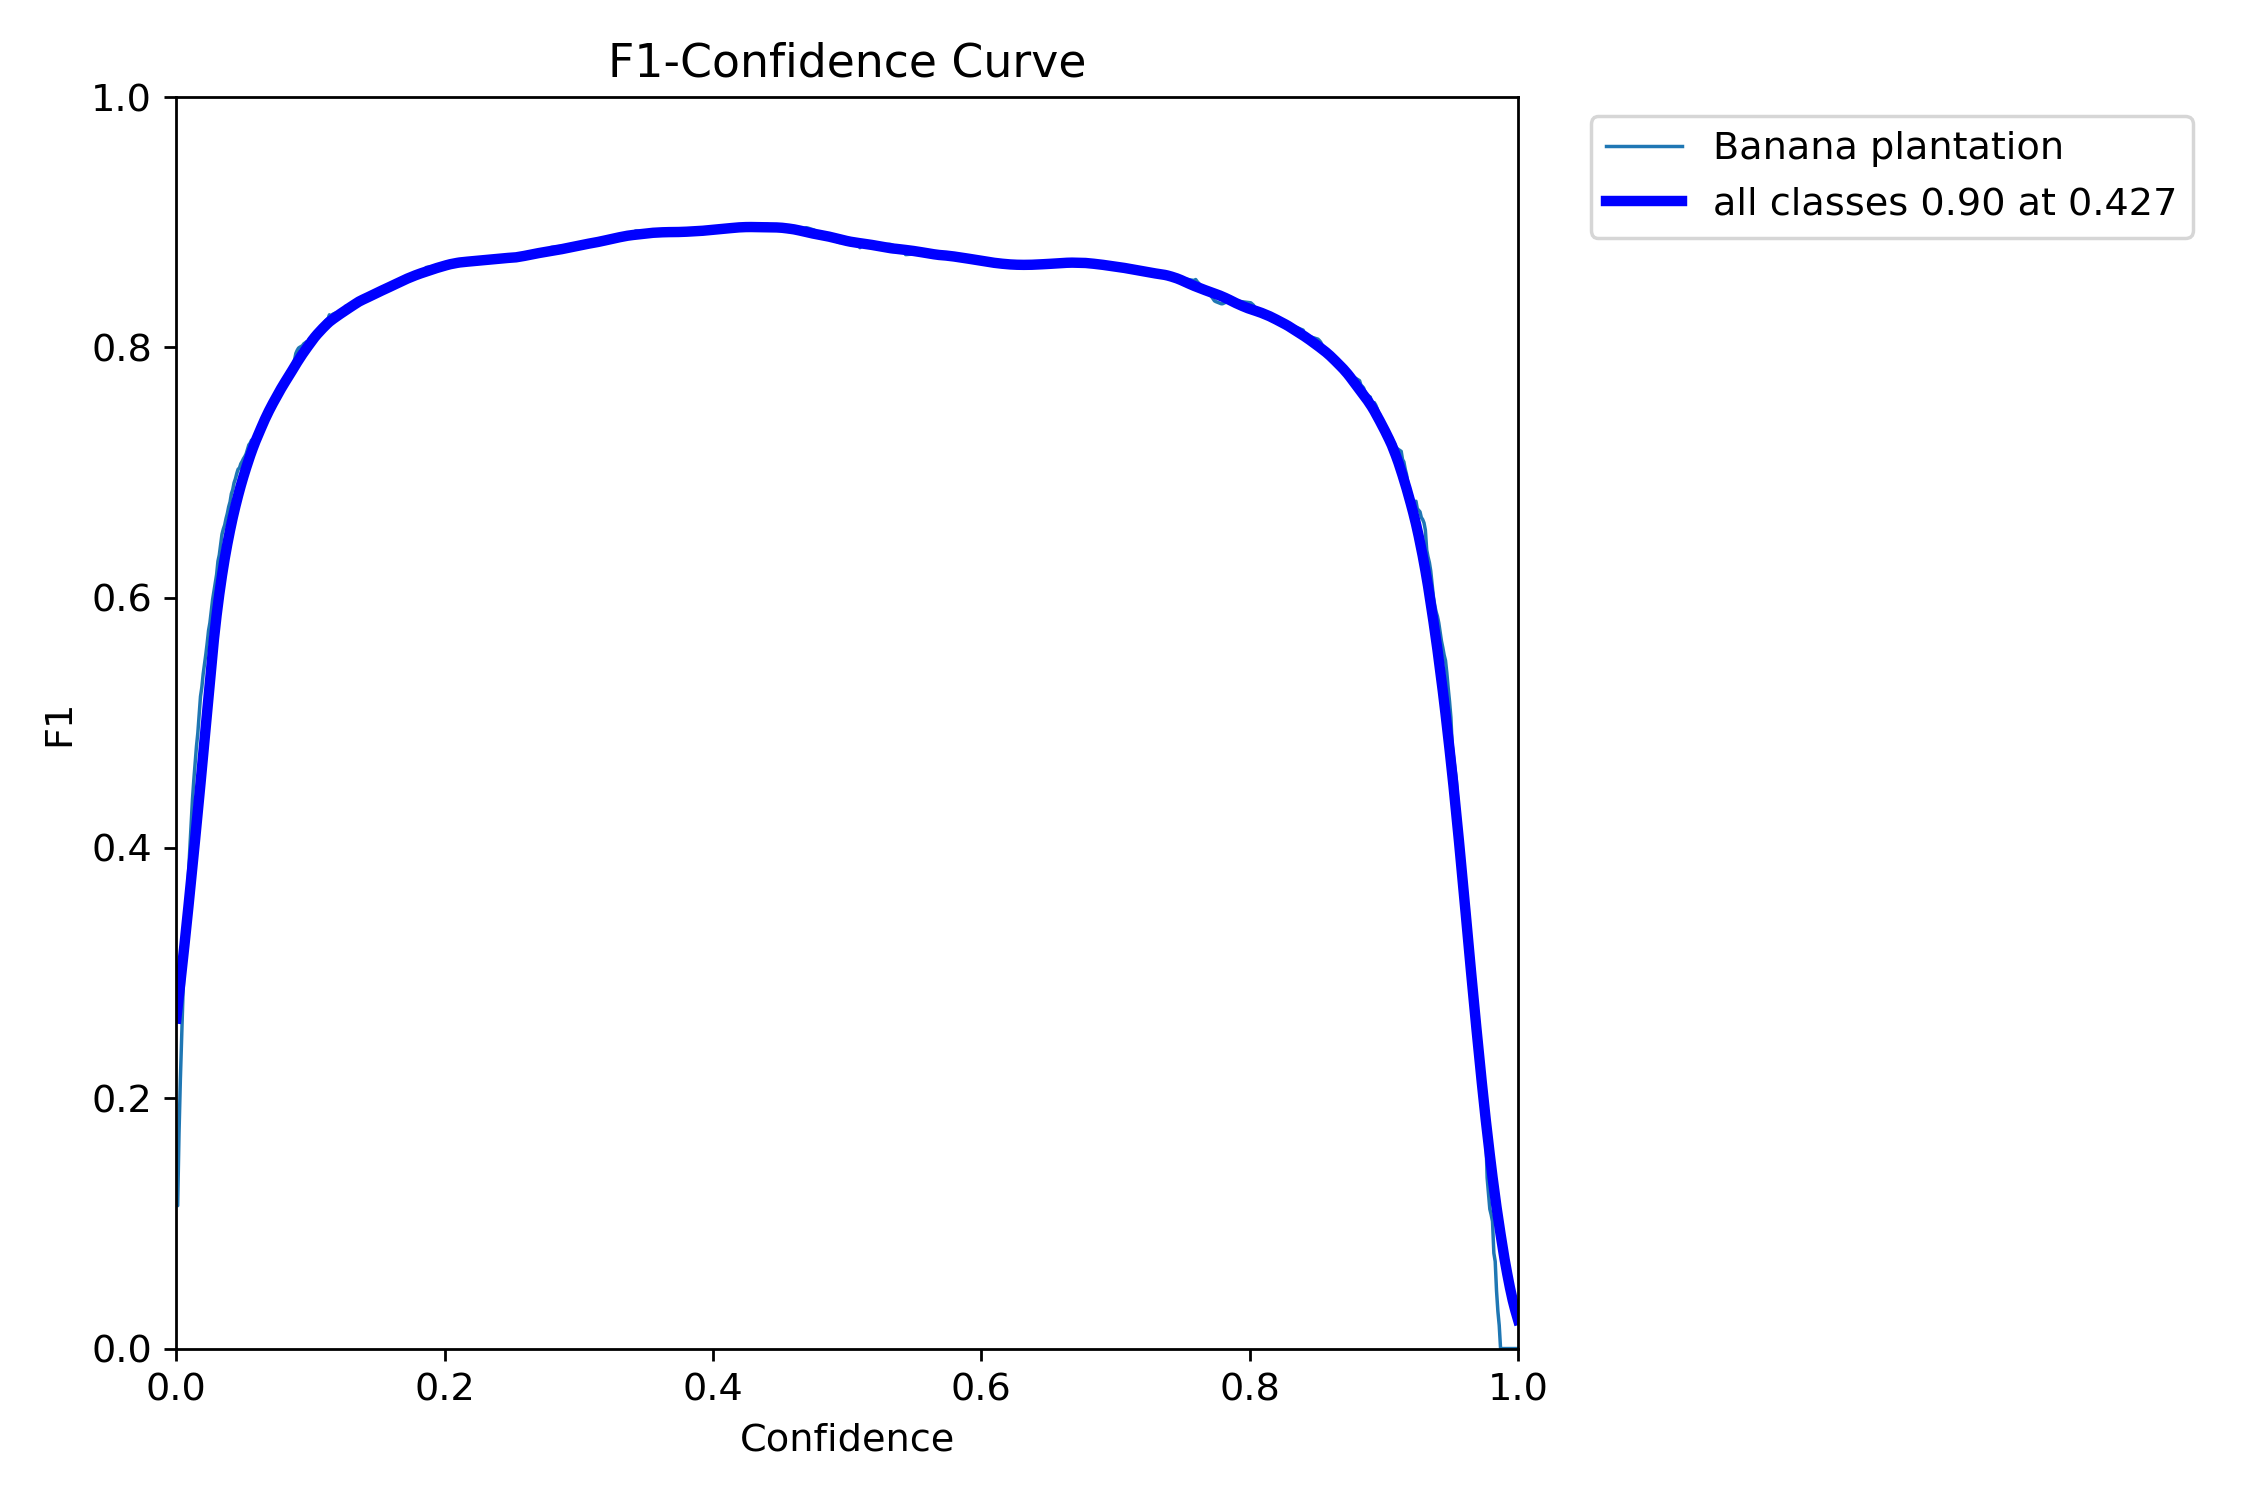 F1-Confidence Curve
1.0
0.8
0.6
0.4
0.2
0.0
F1
0.0 0.2 0.4 0.6 0.8 1.0
Confidence
Banana plantation
all classes 0.90 at 0.427